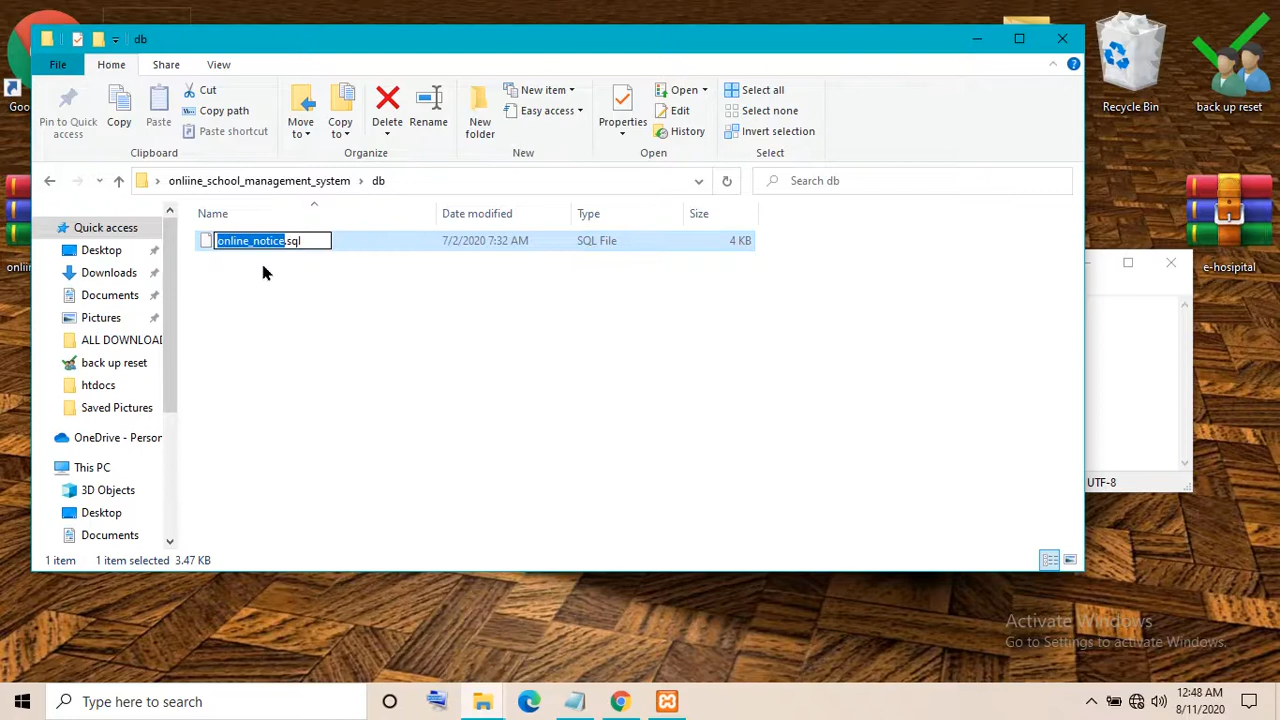 db
File
Home
Share
View
Pin to Quick access
Copy
Paste
Cut
Copy path
Paste shortcut
Clipboard
Move to
Copy to
Delete
Rename
Organize
New folder
New item
Easy access
New
Properties
Open
Edit
History
Open
Select all
Select none
Invert selection
Select
onliine_school_management_system > db
Search db
Name
Date modified
Type
Size
online_notice.sql
7/2/2020 7:32 AM
SQL File
4 KB
Quick access
Desktop
Downloads
Documents
Pictures
ALL DOWNLOA
back up reset
htdocs
Saved Pictures
OneDrive - Person
This PC
3D Objects
Desktop
Documents
1 item
1 item selected 3.47 KB
Goo
onlii
Recycle Bin
back up reset
e-hosipital
UTF-8
Activate Windows
Go to Settings to activate Windows.
Type here to search
12:48 AM
8/11/2020